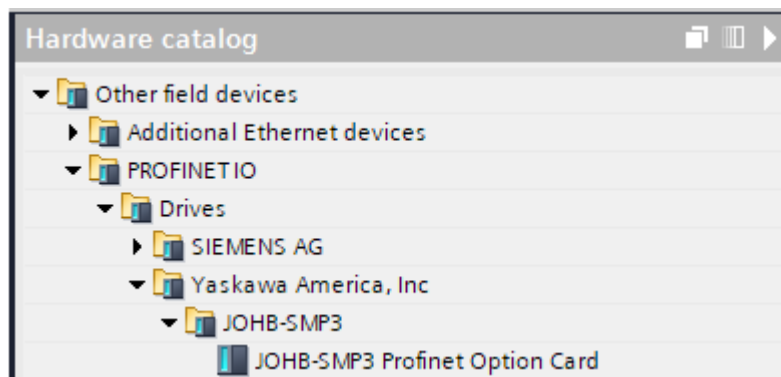 Hardware catalog
Other field devices
Additional Ethernet devices
PROFINET IO
Drives
SIEMENS AG
Yaskawa America, Inc
JOHB-SMP3
JOHB-SMP3 Profinet Option Card